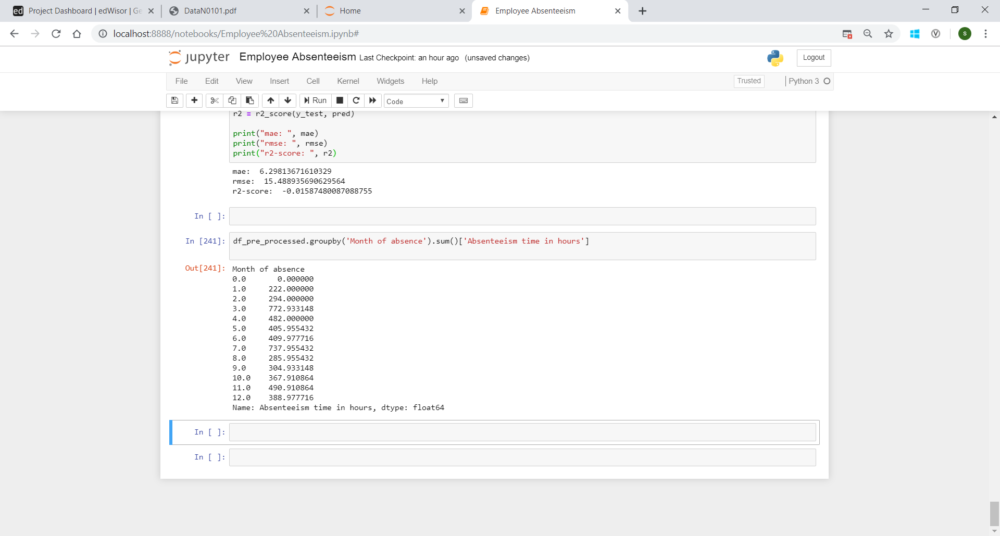 ed Project Dashboard | edWisor | Ge
DataN0101.pdf
Home
Employee Absenteeism
localhost:8888/notebooks/Employee%20Absenteeism.ipynb#
s
jupyter Employee Absenteeism Last Checkpoint: an hour ago (unsaved changes)
Logout
File Edit View Insert Cell Kernel Widgets Help
Trusted
Python 3
Run
Code
r2 = r2_score(y_test, pred)
print("mae: ", mae)
print("rmse: ", rmse)
print("r2-score: ", r2)
mae:  6.29813671610329
rmse:  15.488935690629564
r2-score:  -0.01587480087088755
In [ ]:
In [241]: df_pre_processed.groupby('Month of absence').sum()['Absenteeism time in hours']
Out[241]: Month of absence
0.0       0.000000
1.0     222.000000
2.0     294.000000
3.0     772.933148
4.0     482.000000
5.0     405.955432
6.0     409.977716
7.0     737.955432
8.0     285.955432
9.0     304.933148
10.0    367.910864
11.0    490.910864
12.0    388.977716
Name: Absenteeism time in hours, dtype: float64
In [ ]:
In [ ]: